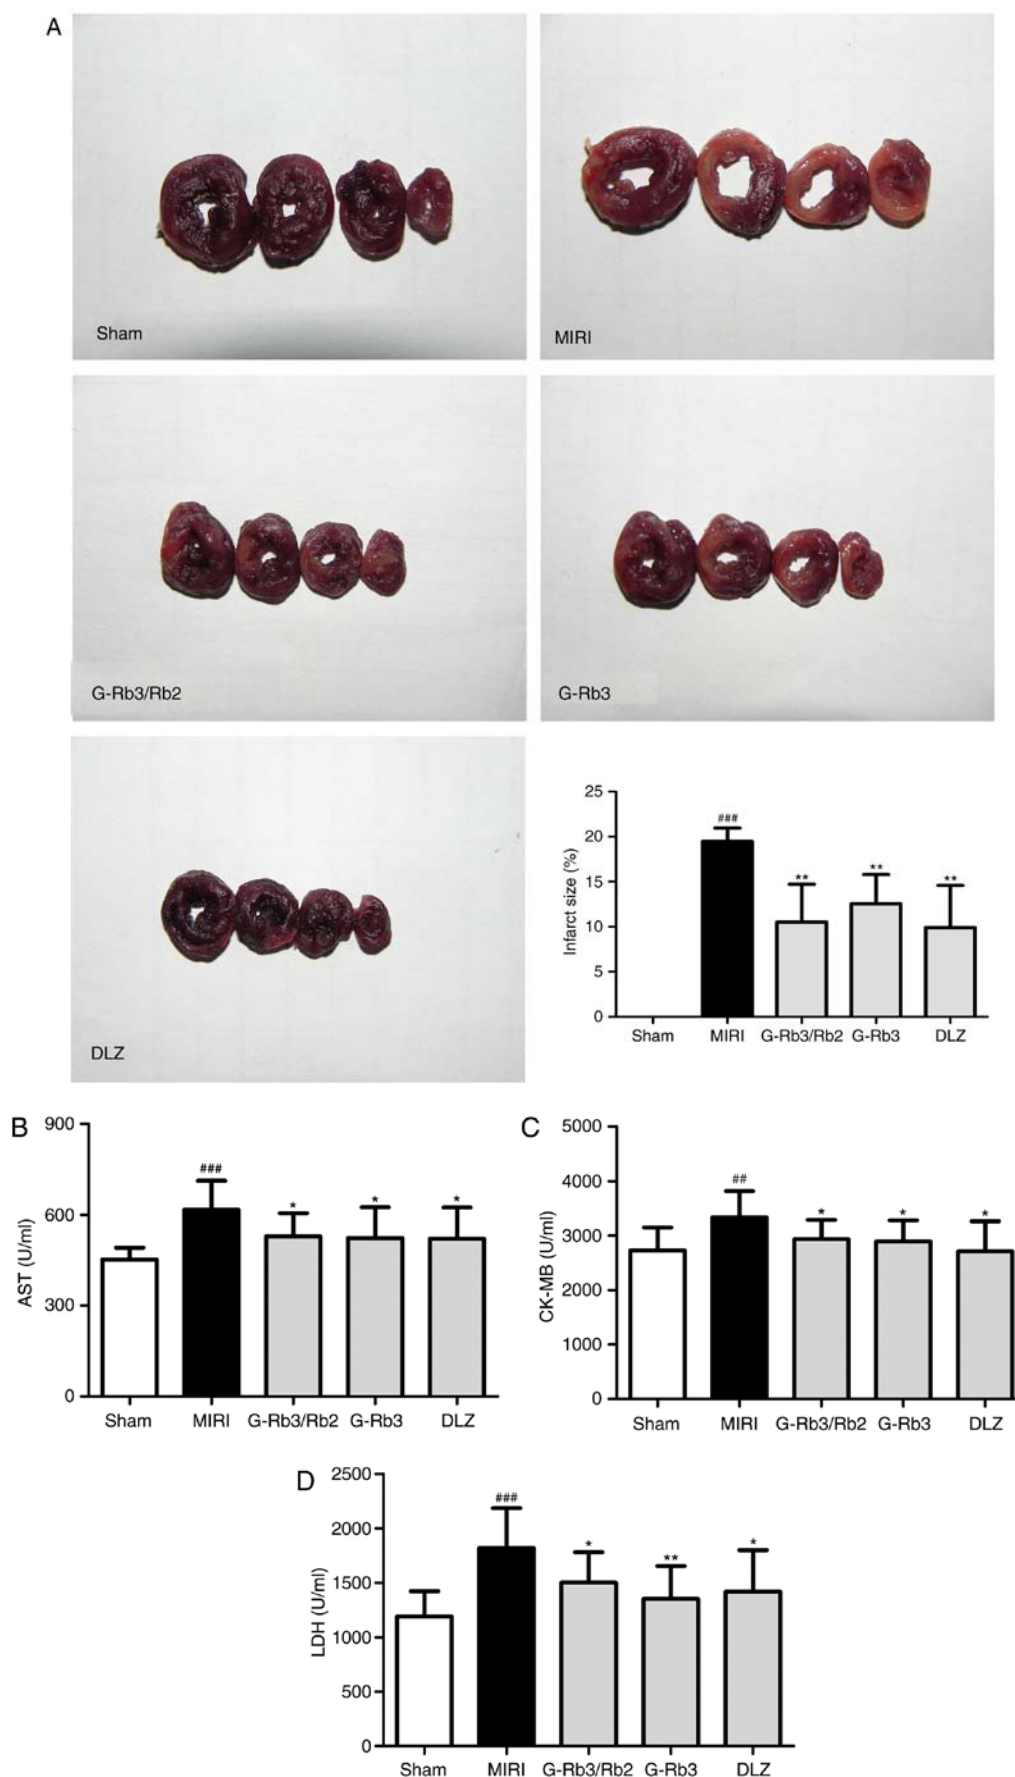 A
Sham
MIRI
G-Rb3/Rb2
G-Rb3
DLZ
25
20
15
10
5
0
Infarct size (%)
###
**
**
**
Sham MIRI G-Rb3/Rb2 G-Rb3 DLZ
B
900
600
300
0
AST (U/ml)
###
*
*
*
Sham MIRI G-Rb3/Rb2 G-Rb3 DLZ
C
5000
4000
3000
2000
1000
0
CK-MB (U/ml)
##
*
*
*
Sham MIRI G-Rb3/Rb2 G-Rb3 DLZ
D
2500
2000
1500
1000
500
0
LDH (U/ml)
###
*
**
*
Sham MIRI G-Rb3/Rb2 G-Rb3 DLZ